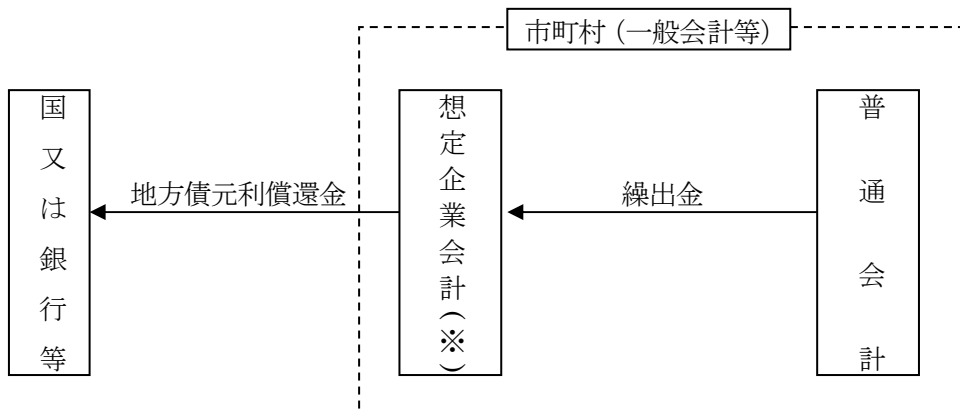 市町村（一般会計等）
国又は銀行等
地方債元利償還金
想定企業会計（※）
繰出金
普通会計